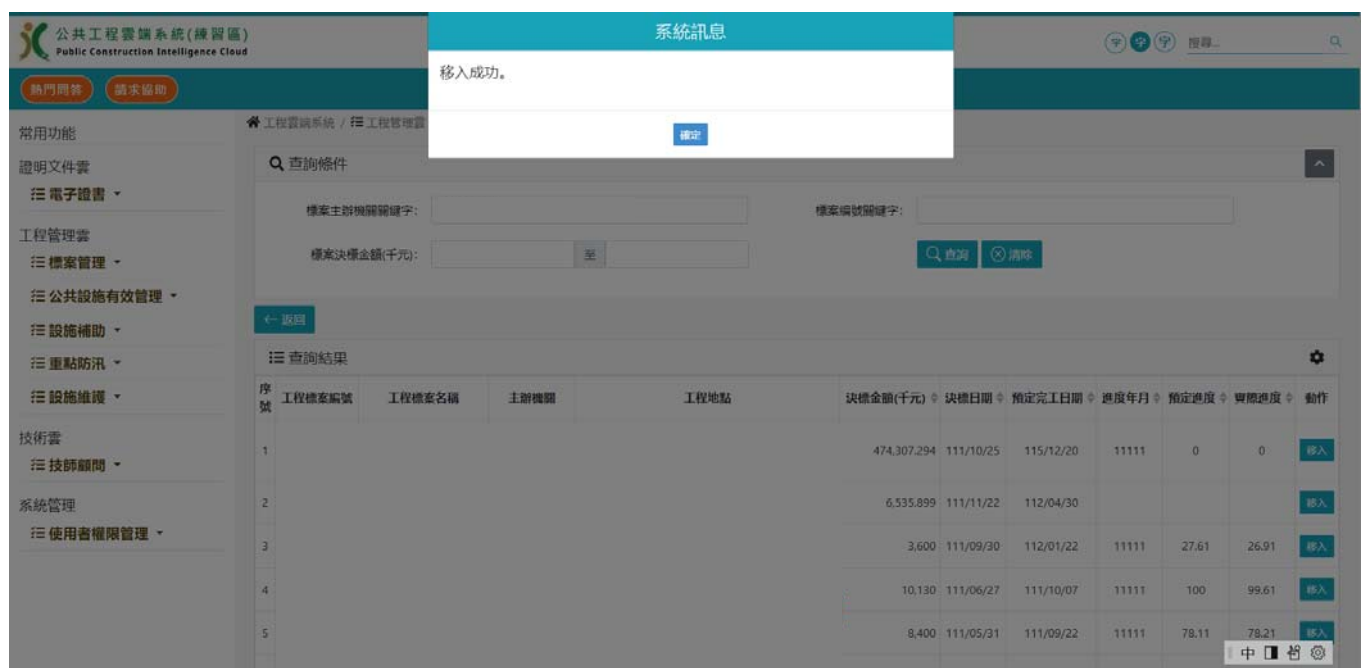 公共工程雲端系統(練習區)
Public Construction Intelligence Cloud
系統訊息
移入成功。
確定
字 字 字 搜尋...
熱門問答 請求協助
常用功能
證明文件雲
電子證書
工程管理雲
標案管理
公共設施有效管理
設施補助
重點防汛
設施維護
技術雲
技師顧問
系統管理
使用者權限管理
工程雲端系統 / 工程管理雲
查詢條件
標案主辦機關關鍵字: 標案編號關鍵字:
標案決標金額(千元): 至 查詢 清除
← 返回
查詢結果
序號 工程標案編號 工程標案名稱 主辦機關 工程地點 決標金額(千元) 決標日期 預定完工日期 進度年月 預定進度 實際進度 動作
1 474,307.294 111/10/25 115/12/20 11111 0 0 移入
2 6,535.899 111/11/22 112/04/30 移入
3 3,600 111/09/30 112/01/22 11111 27.61 26.91 移入
4 10,130 111/06/27 111/10/07 11111 100 99.61 移入
5 8,400 111/05/31 111/09/22 11111 78.11 78.21 移入
中